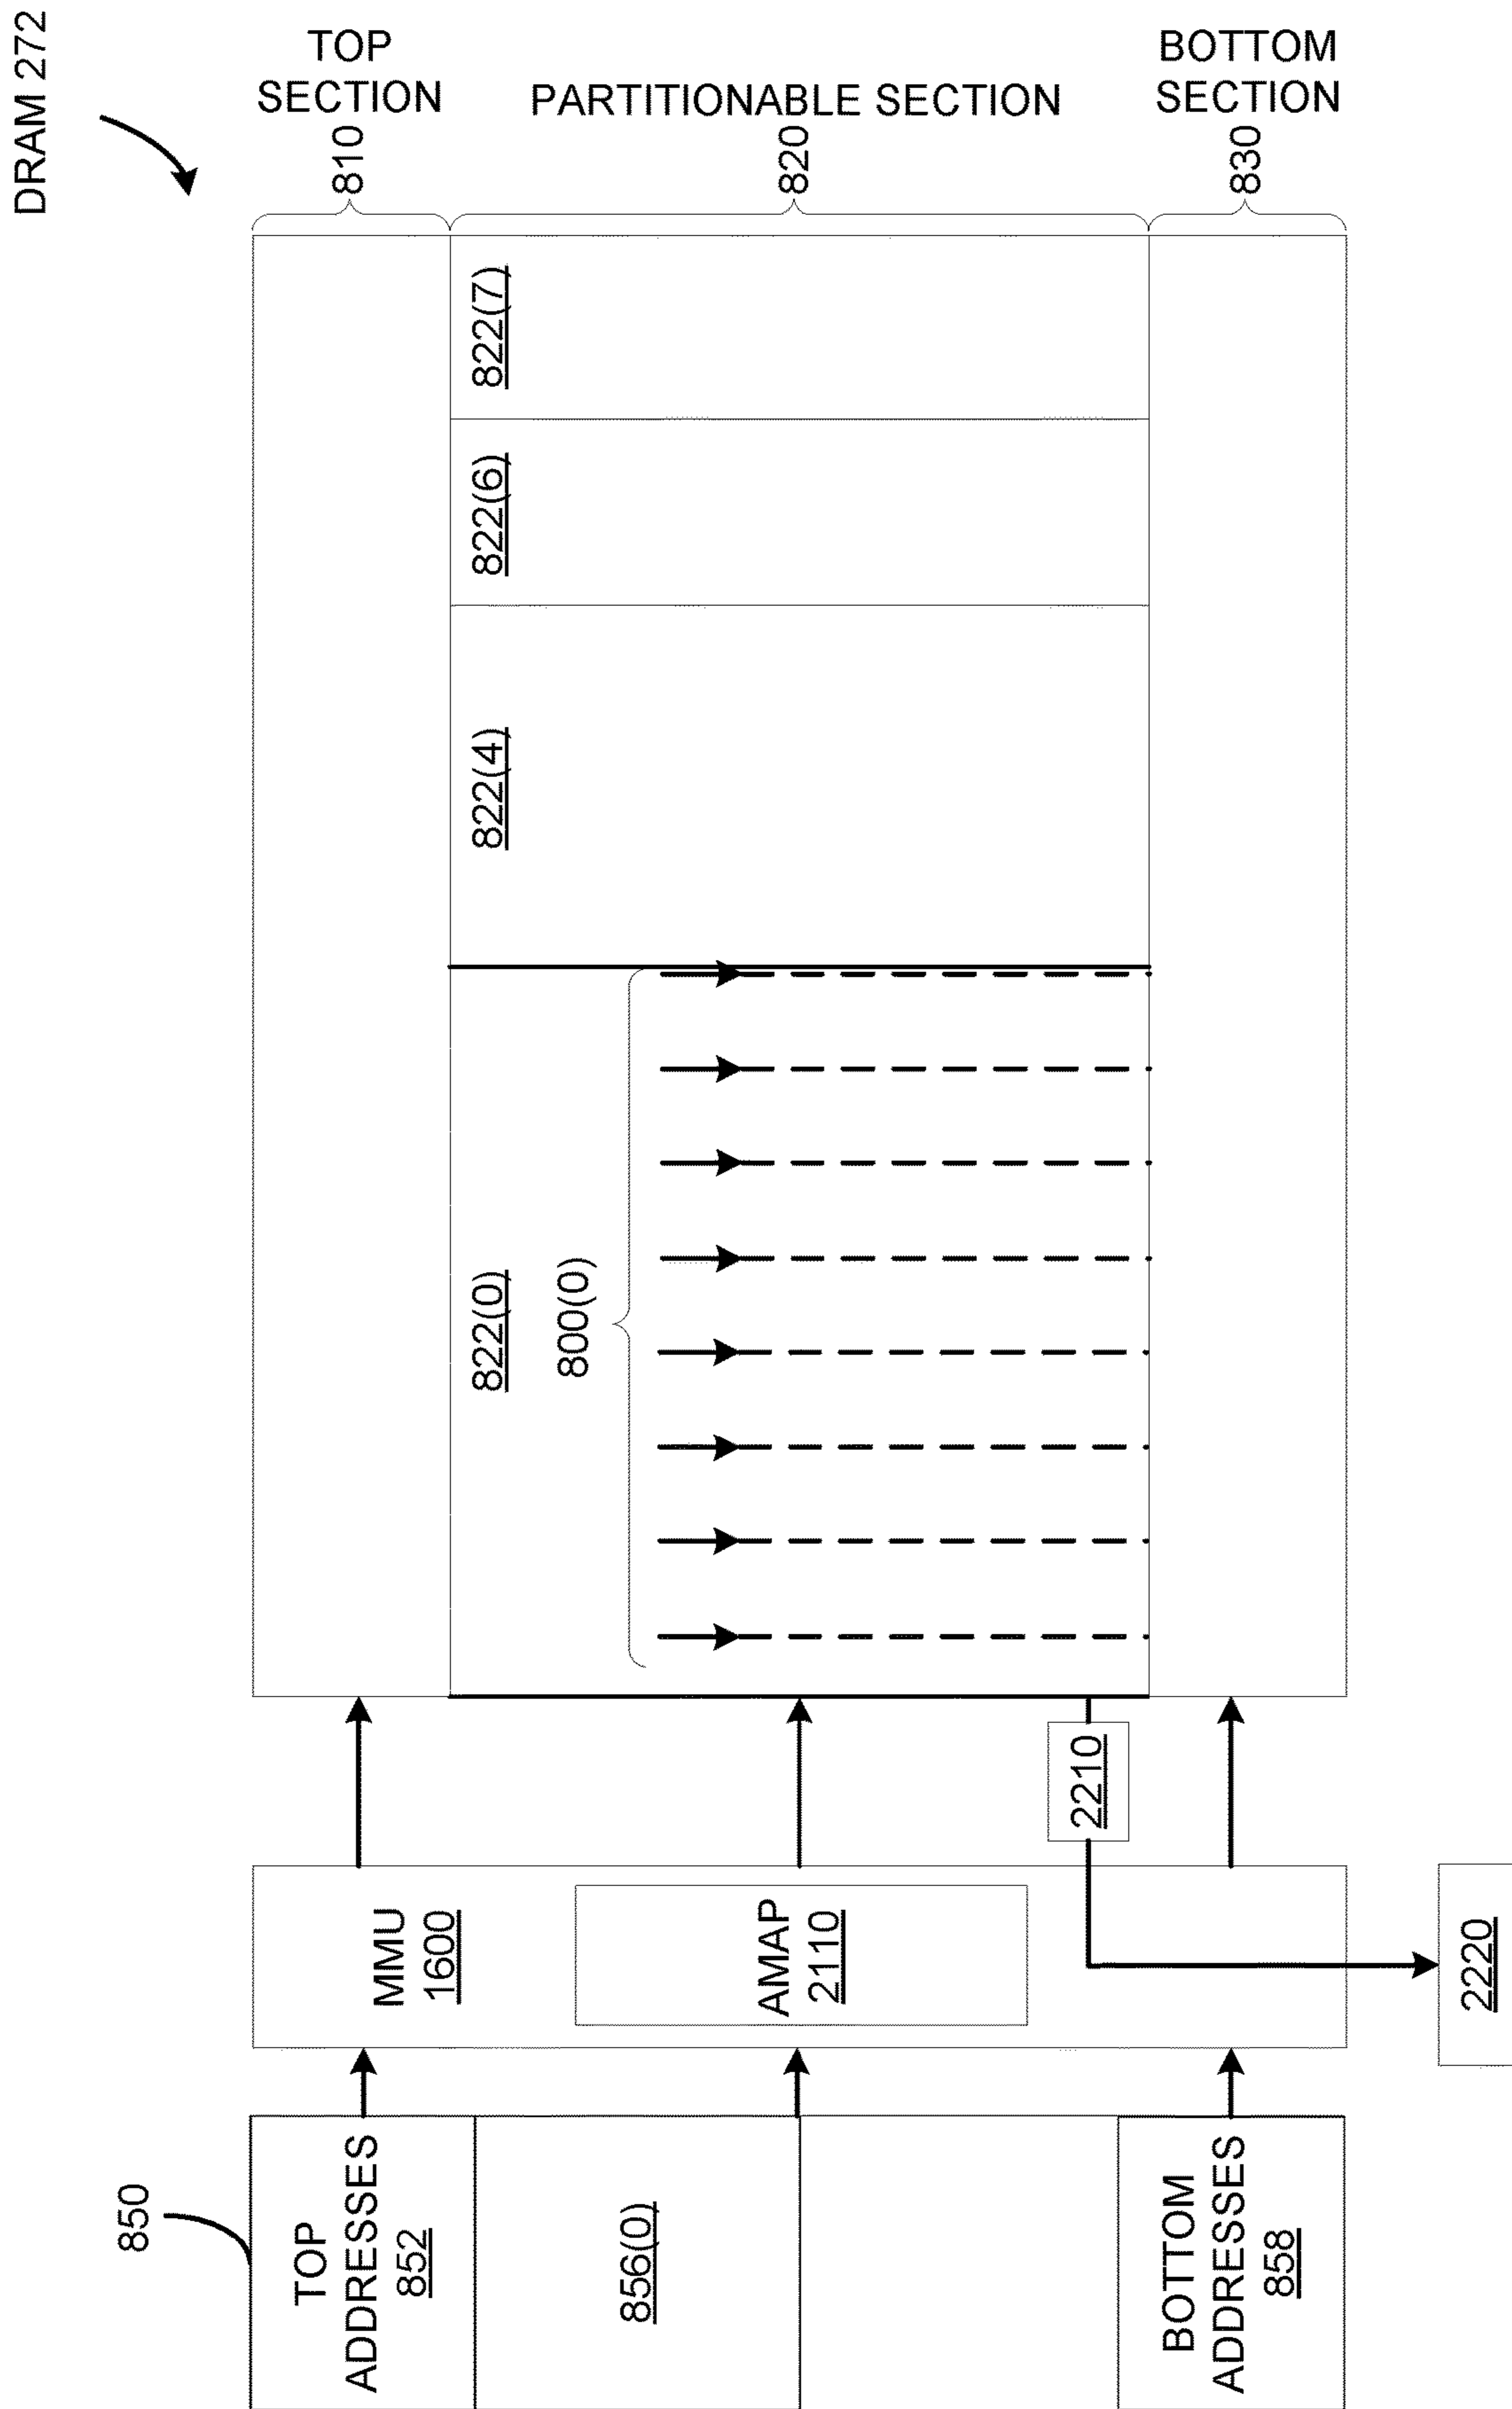 DRAM 272
TOP
SECTION
810
PARTITIONABLE SECTION
820
BOTTOM
SECTION
830
822(0)
822(4)
822(6)
822(7)
800(0)
850
TOP
ADDRESSES
852
856(0)
BOTTOM
ADDRESSES
858
MMU
1600
AMAP
2110
2210
2220